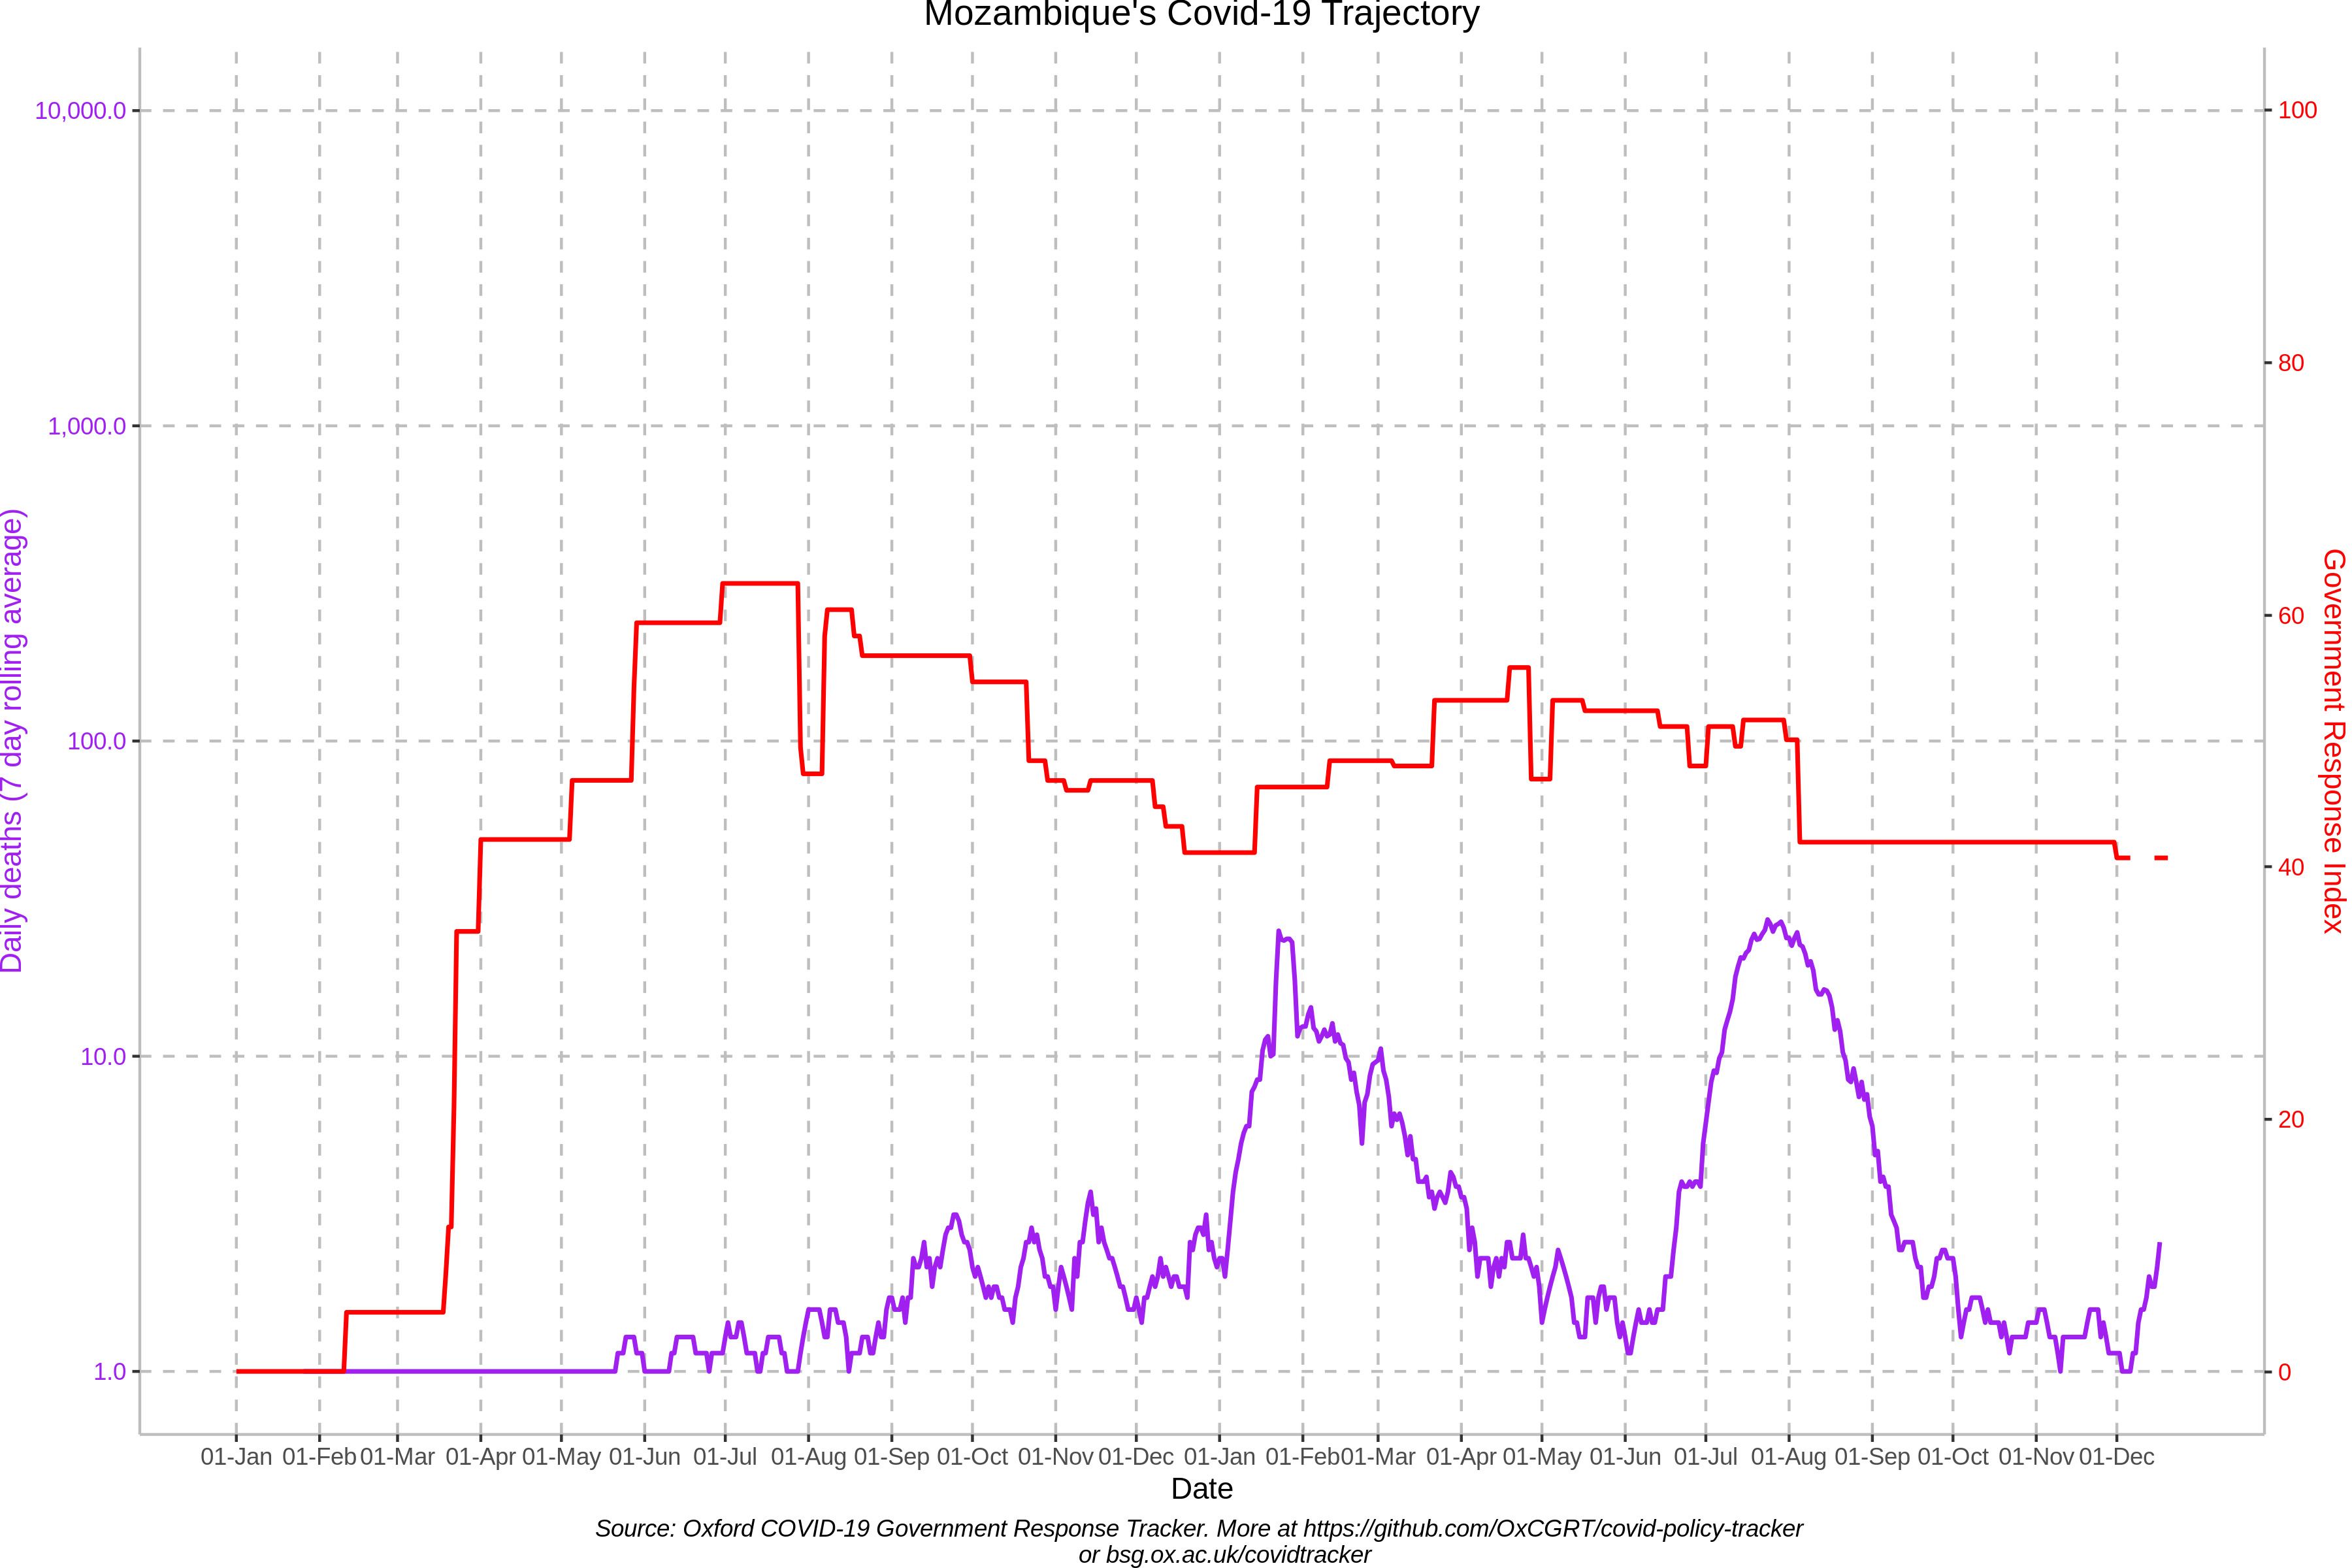 Mozambique's Covid-19 Trajectory
10,000.0
1,000.0
100.0
10.0
1.0
Daily deaths (7 day rolling average)
100
80
60
40
20
0
Government Response Index
01-Jan 01-Feb 01-Mar 01-Apr 01-May 01-Jun 01-Jul 01-Aug 01-Sep 01-Oct 01-Nov 01-Dec 01-Jan 01-Feb 01-Mar 01-Apr 01-May 01-Jun 01-Jul 01-Aug 01-Sep 01-Oct 01-Nov 01-Dec
Date
Source: Oxford COVID-19 Government Response Tracker. More at https://github.com/OxCGRT/covid-policy-tracker
or bsg.ox.ac.uk/covidtracker